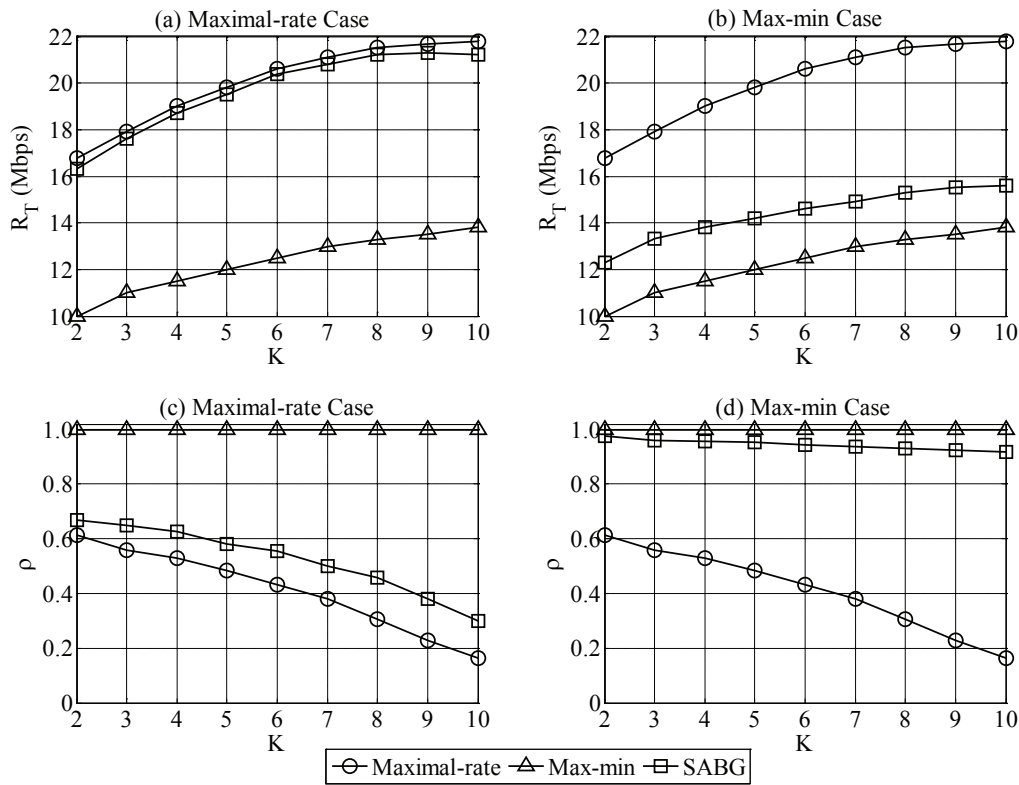 (a) Maximal-rate Case
22
20
18
16
14
12
10
R_T (Mbps)
2 3 4 5 6 7 8 9 10
K
(b) Max-min Case
22
20
18
16
14
12
10
R_T (Mbps)
2 3 4 5 6 7 8 9 10
K
(c) Maximal-rate Case
1.0
0.8
0.6
0.4
0.2
0
ρ
2 3 4 5 6 7 8 9 10
K
(d) Max-min Case
1.0
0.8
0.6
0.4
0.2
0
ρ
2 3 4 5 6 7 8 9 10
K
Maximal-rate Max-min SABG